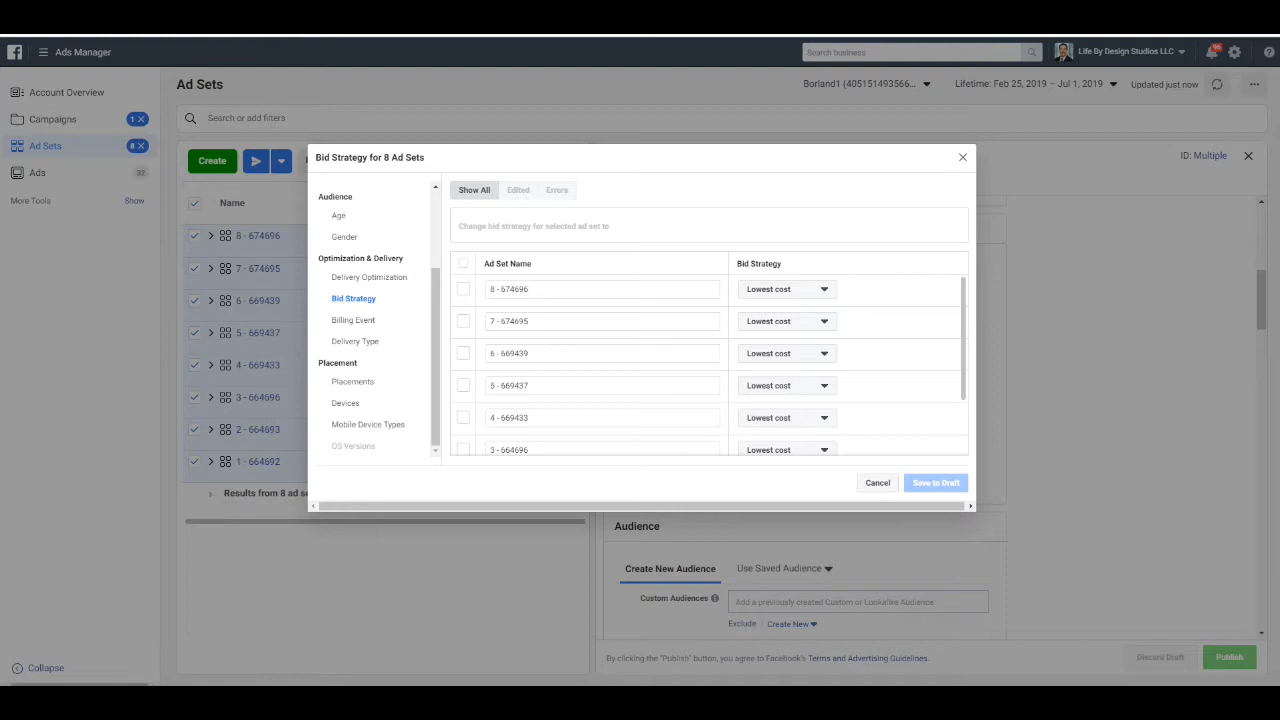 Ads Manager
Search business
Life By Design Studios LLC
Account Overview
Campaigns
1 X
Ad Sets
8 X
Ads
32
More Tools
Show
Collapse
Ad Sets
Borland1 (405151493566...
Lifetime: Feb 25, 2019 – Jul 1, 2019
Updated just now
Search or add filters
Create
ID: Multiple
Name
8 - 674696
7 - 674695
6 - 669439
5 - 669437
4 - 669433
3 - 664696
2 - 664693
1 - 664692
Results from 8 ad s
Bid Strategy for 8 Ad Sets
Audience
Age
Gender
Optimization & Delivery
Delivery Optimization
Bid Strategy
Billing Event
Delivery Type
Placement
Placements
Devices
Mobile Device Types
OS Versions
Show All
Edited
Errors
Change bid strategy for selected ad set to
Ad Set Name
Bid Strategy
8 - 674696
Lowest cost
7 - 674695
Lowest cost
6 - 669439
Lowest cost
5 - 669437
Lowest cost
4 - 669433
Lowest cost
3 - 664696
Lowest cost
Cancel
Save to Draft
Audience
Create New Audience
Use Saved Audience
Custom Audiences
Add a previously created Custom or Lookalike Audience
Exclude
Create New
By clicking the "Publish" button, you agree to Facebook's Terms and Advertising Guidelines.
Discard Draft
Publish